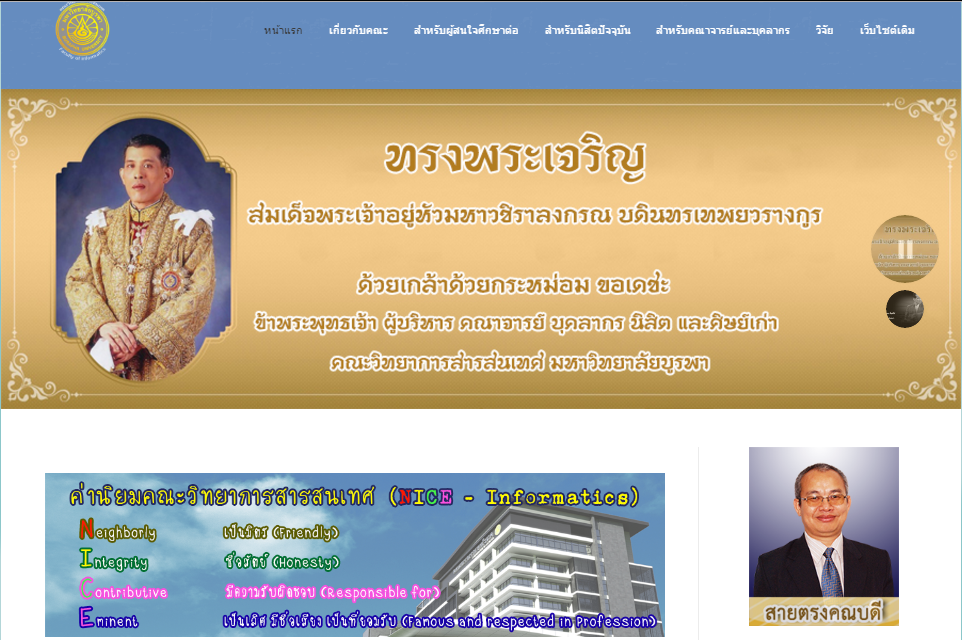 หน้าแรก เกี่ยวกับคณะ สำหรับผู้สนใจศึกษาต่อ สำหรับนิสิตปัจจุบัน สำหรับคณาจารย์และบุคลากร วิจัย เว็บไซต์เดิม
ทรงพระเจริญ
สมเด็จพระเจ้าอยู่หัวมหาวชิราลงกรณ บดินทรเทพยวรางกูร
ด้วยเกล้าด้วยกระหม่อม ขอเดชะ
ข้าพระพุทธเจ้า ผู้บริหาร คณาจารย์ บุคลากร นิสิต และศิษย์เก่า
คณะวิทยาการสารสนเทศ มหาวิทยาลัยบูรพา
ค่านิยมคณะวิทยาการสารสนเทศ (NICE - Informatics)
Neighborly เป็นมิตร (Friendly)
Integrity ซื่อสัตย์ (Honesty)
Contributive มีความรับผิดชอบ (Responsible for)
Eminent เป็นเลิศ มีชื่อเสียง เป็นที่ยอมรับ (Famous and respected in Profession)
สายตรงคณบดี